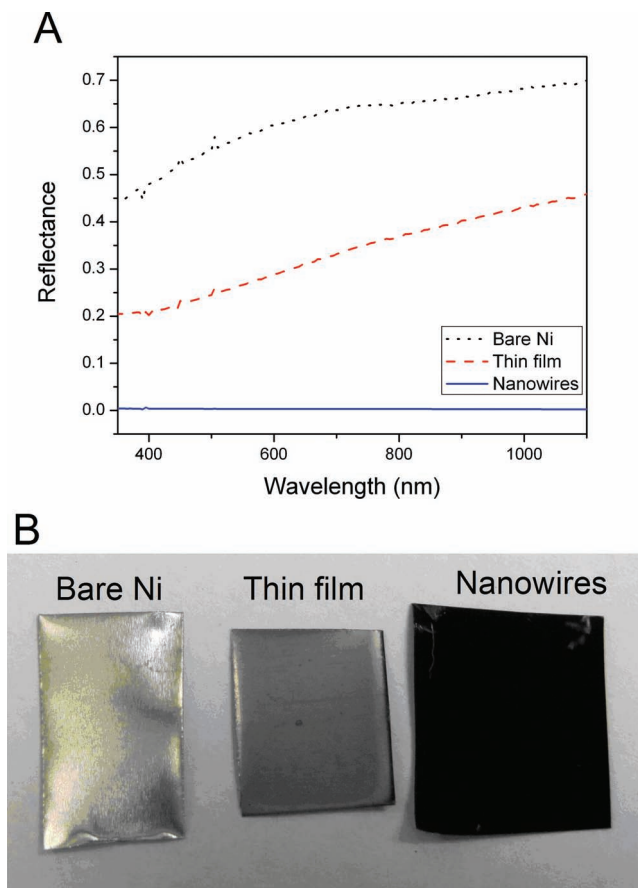 A
0.7
0.6
0.5
0.4
0.3
0.2
0.1
0.0
Reflectance
Bare Ni
Thin film
Nanowires
400 600 800 1000
Wavelength (nm)
B
Bare Ni Thin film Nanowires